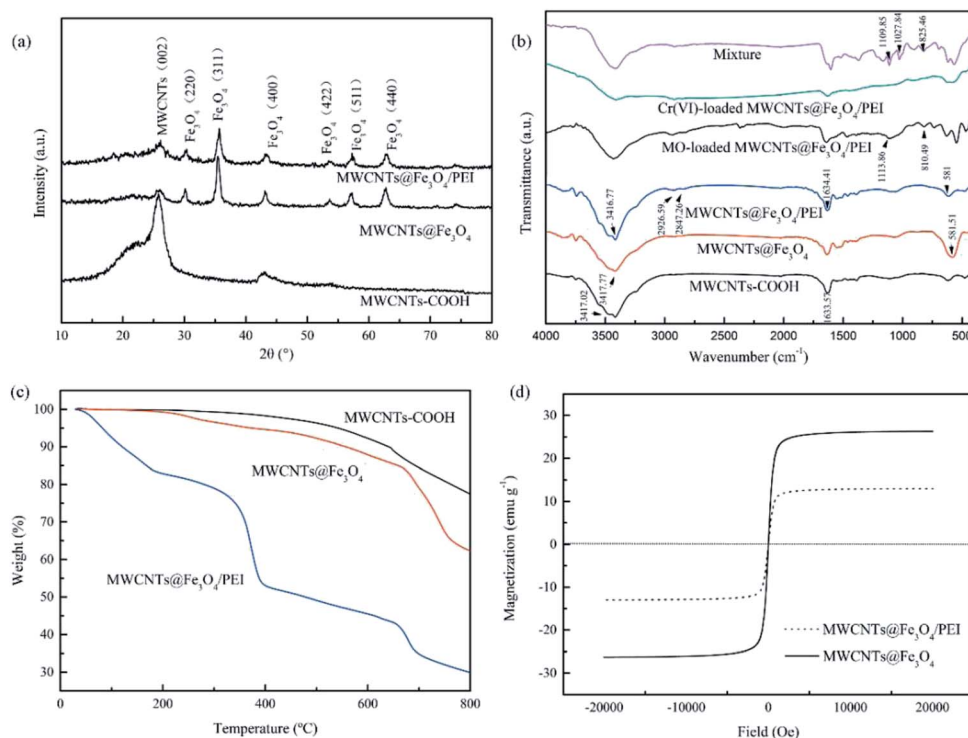 (a)
MWCNTs (002)
Fe3O4 (220)
Fe3O4 (311)
Fe3O4 (400)
Fe3O4 (422)
Fe3O4 (511)
Fe3O4 (440)
MWCNTs@Fe3O4/PEI
MWCNTs@Fe3O4
MWCNTs-COOH
Intensity (a.u.)
10 20 30 40 50 60 70 80
2θ (°)
(b)
1109.85
1027.84
825.46
Mixture
Cr(VI)-loaded MWCNTs@Fe3O4/PEI
MO-loaded MWCNTs@Fe3O4/PEI
1113.86
810.49
3416.77
2926.59
2847.26
1634.41
581
MWCNTs@Fe3O4/PEI
MWCNTs@Fe3O4
581.51
MWCNTs-COOH
3417.02
3417.77
1633.57
Transmittance (a.u.)
4000 3500 3000 2500 2000 1500 1000 500
Wavenumber (cm-1)
(c)
100
90
80
70
60
50
40
30
MWCNTs-COOH
MWCNTs@Fe3O4
MWCNTs@Fe3O4/PEI
Weight (%)
0 200 400 600 800
Temperature (ºC)
(d)
30
20
10
0
-10
-20
-30
Magnetization (emu g-1)
MWCNTs@Fe3O4/PEI
MWCNTs@Fe3O4
-20000 -10000 0 10000 20000
Field (Oe)